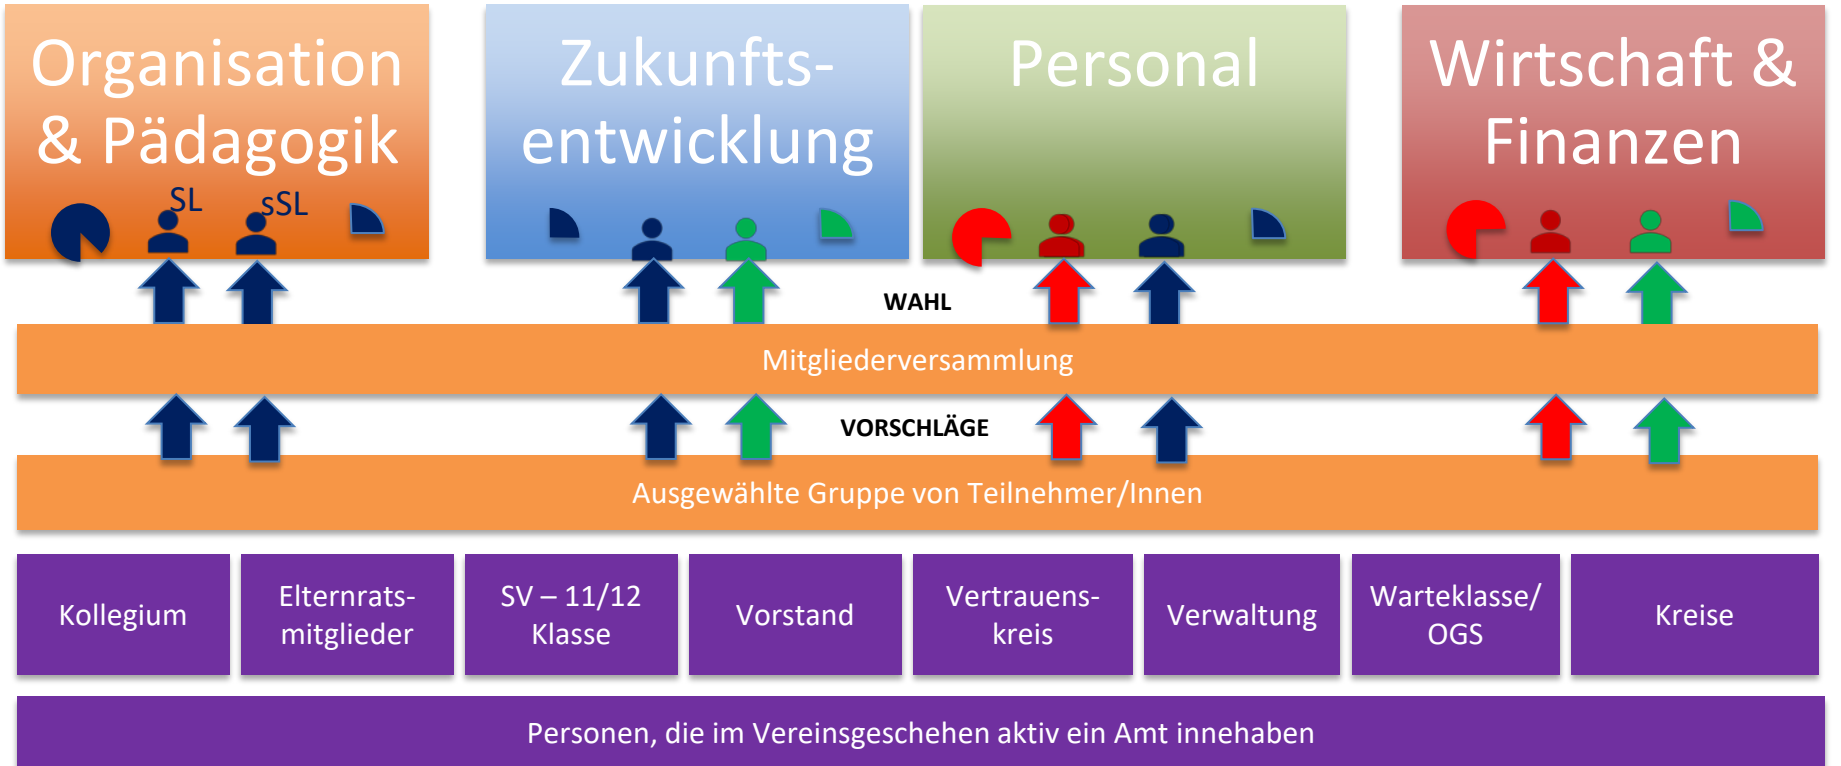 Organisation
& Pädagogik
SL
sSL
Zukunfts-
entwicklung
Personal
Wirtschaft &
Finanzen
WAHL
Mitgliederversammlung
VORSCHLÄGE
Ausgewählte Gruppe von Teilnehmer/Innen
Kollegium
Elternrats-
mitglieder
SV – 11/12
Klasse
Vorstand
Vertrauens-
kreis
Verwaltung
Warteklasse/
OGS
Kreise
Personen, die im Vereinsgeschehen aktiv ein Amt innehaben